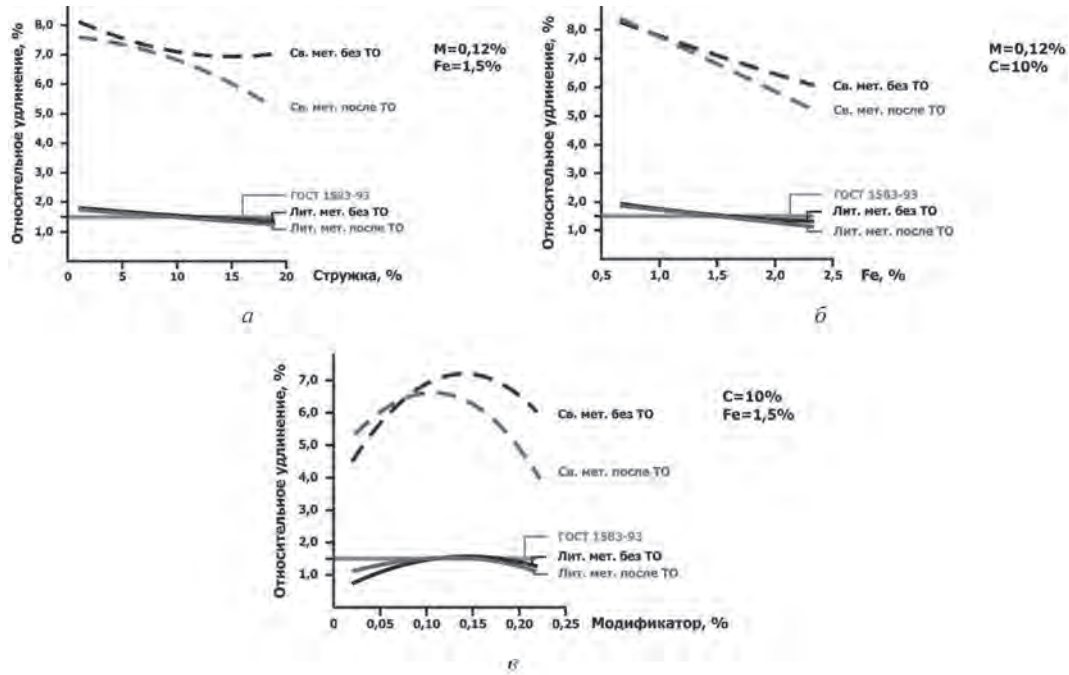 Относительное удлинение, %
8,0
7,0
6,0
5,0
4,0
3,0
2,0
1,0
0
5
10
15
20
Стружка, %
Св. мет. без ТО
Св. мет. после ТО
ГОСТ 1583-93
Лит. мет. без ТО
Лит. мет. после ТО
М=0,12%
Fe=1,5%
а
Относительное удлинение, %
8,0
7,0
6,0
5,0
4,0
3,0
2,0
1,0
0,5
1,0
1,5
2,0
2,5
Fe, %
Св. мет. без ТО
Св. мет. после ТО
ГОСТ 1583-93
Лит. мет. без ТО
Лит. мет. после ТО
М=0,12%
С=10%
б
Относительное удлинение, %
7,0
6,0
5,0
4,0
3,0
2,0
1,0
0
0,05
0,10
0,15
0,20
0,25
Модификатор, %
Св. мет. без ТО
Св. мет. после ТО
ГОСТ 1583-93
Лит. мет. без ТО
Лит. мет. после ТО
С=10%
Fe=1,5%
в